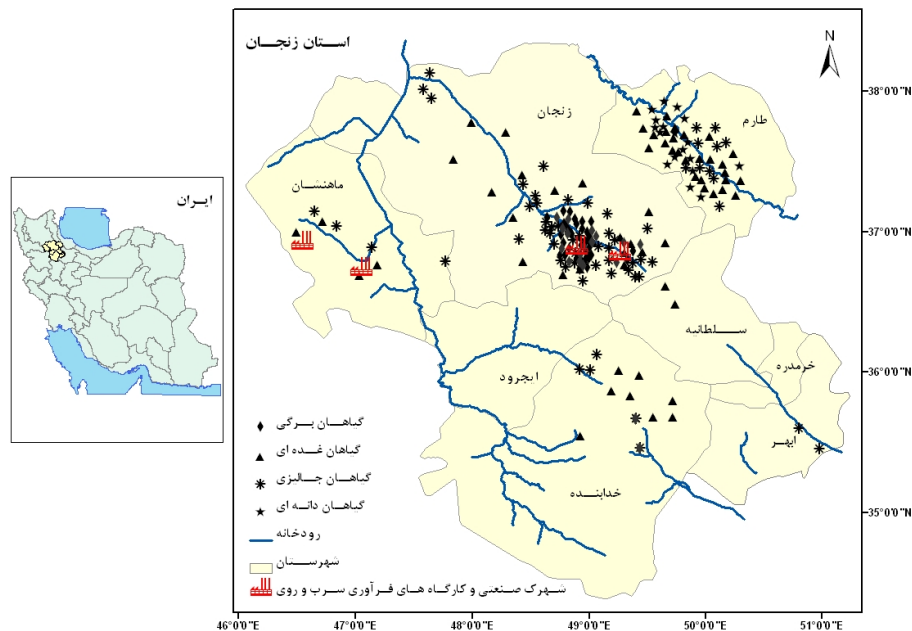 استان زنجان
N
زنجان
طارم
ماهنشان
ایران
سلطانیه
خرمدره
ابهر
ایجرود
خدابنده
گیاهان برگی
گیاهان غده ای
گیاهان جالیزی
گیاهان دانه ای
رودخانه
شهرستان
شهرک صنعتی و کارگاه های فرآوری سرب و روی
38°0'0"N
37°0'0"N
36°0'0"N
35°0'0"N
46°0'0"E
47°0'0"E
48°0'0"E
49°0'0"E
50°0'0"E
51°0'0"E